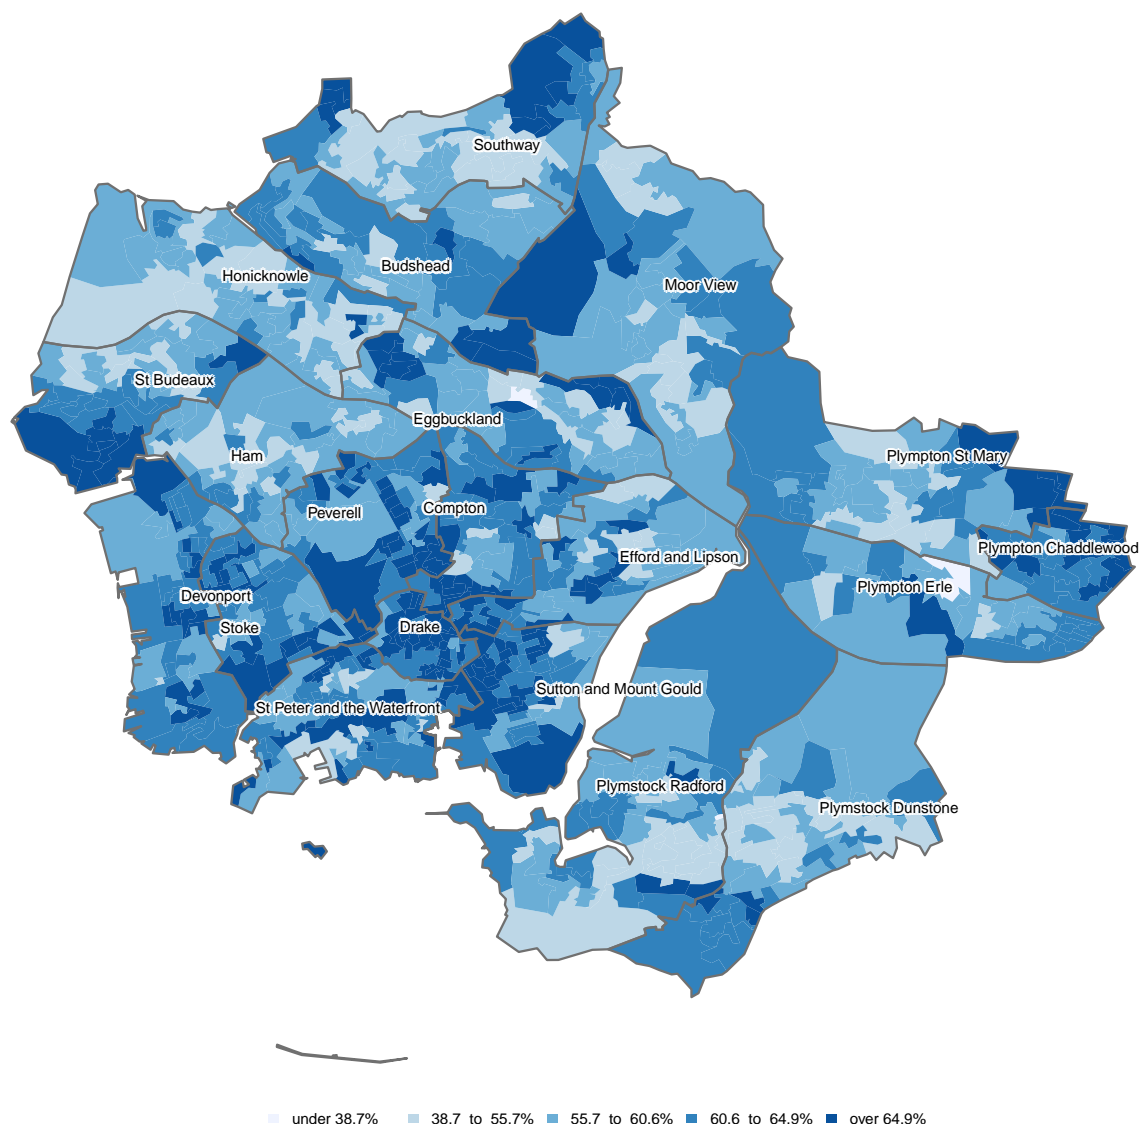 Southway
Budshead
Honicknowle
Moor View
St Budeaux
Eggbuckland
Ham
Plympton St Mary
Peverell
Compton
Efford and Lipson
Plympton Chaddlewood
Plympton Erle
Devonport
Stoke
Drake
Sutton and Mount Gould
St Peter and the Waterfront
Plymstock Radford
Plymstock Dunstone
under 38.7% 38.7 to 55.7% 55.7 to 60.6% 60.6 to 64.9% over 64.9%